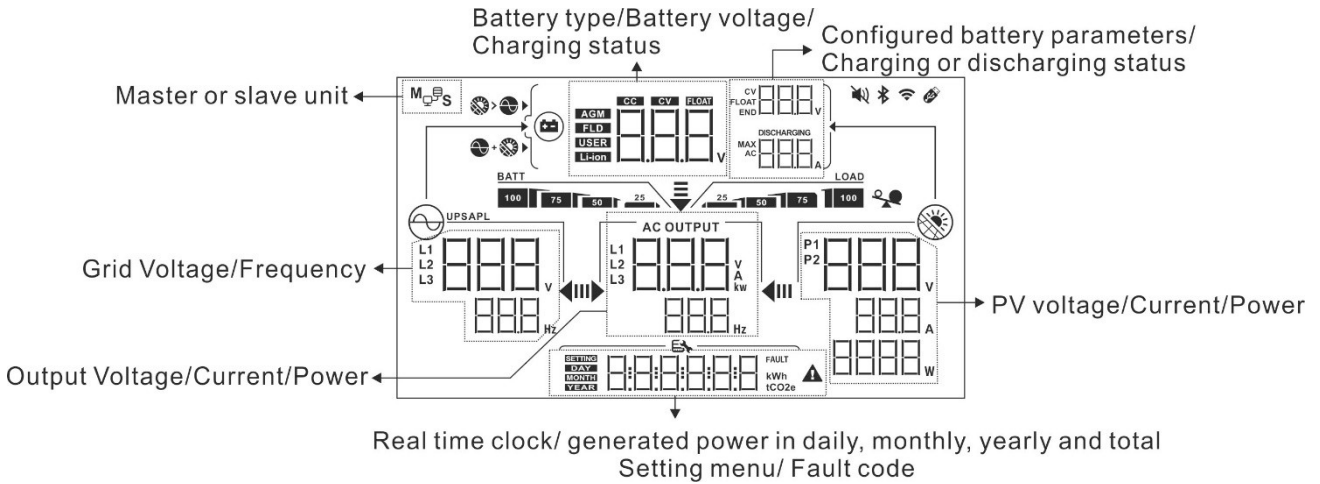 Battery type/Battery voltage/
Charging status
Configured battery parameters/
Charging or discharging status
Master or slave unit
M S
CC CV FLOAT
AGM
FLD
USER
Li-ion
V
CV
FLOAT
END
V
DISCHARGING
MAX
AC
A
BATT
LOAD
100 75 50 25
25 50 75 100
UPSAPL
L1
L2
L3
V
Hz
AC OUTPUT
L1
L2
L3
V
A
kw
Hz
P1
P2
V
A
W
Grid Voltage/Frequency
PV voltage/Current/Power
Output Voltage/Current/Power
SETTING
DAY
MONTH
YEAR
FAULT
kWh
tCO2e
Real time clock/ generated power in daily, monthly, yearly and total
Setting menu/ Fault code